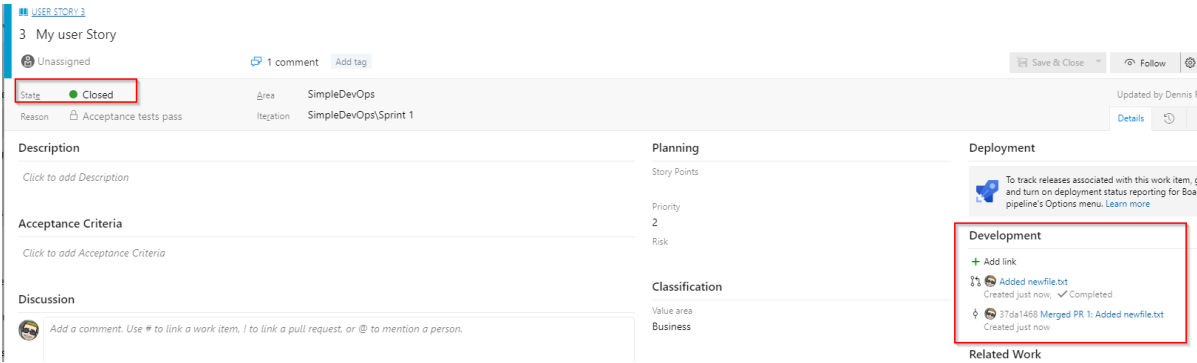 USER STORY 3
3 My user Story
Unassigned
1 comment
Add tag
Save & Close
Follow
State
Closed
Area
SimpleDevOps
Updated by Dennis
Reason
Acceptance tests pass
Iteration
SimpleDevOps\Sprint 1
Details
Description
Click to add Description
Acceptance Criteria
Click to add Acceptance Criteria
Discussion
Add a comment. Use # to link a work item, ! to link a pull request, or @ to mention a person.
Planning
Story Points
Priority
2
Risk
Classification
Value area
Business
Deployment
To track releases associated with this work item,
and turn on deployment status reporting for Boa
pipeline's Options menu. Learn more
Development
+ Add link
Added newfile.txt
Created just now, ✓ Completed
37da1468 Merged PR 1: Added newfile.txt
Created just now
Related Work